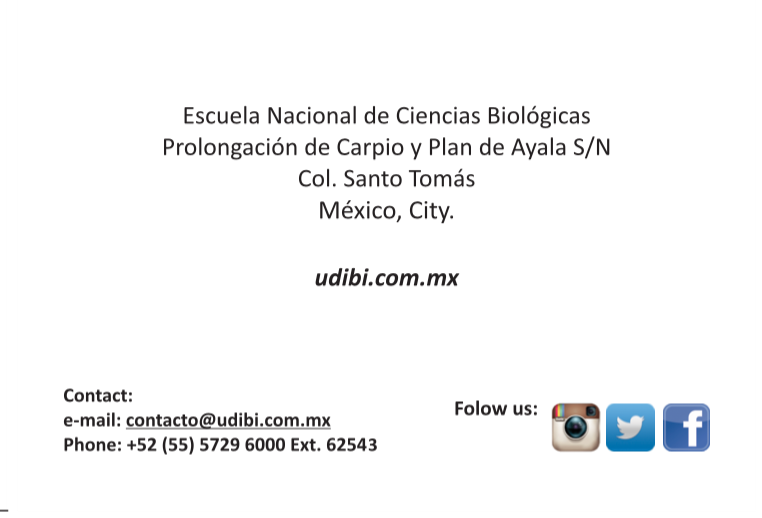 Escuela Nacional de Ciencias Biológicas
Prolongación de Carpio y Plan de Ayala S/N
Col. Santo Tomás
México, City.
udibi.com.mx
Contact:
e-mail: contacto@udibi.com.mx
Phone: +52 (55) 5729 6000 Ext. 62543
Folow us: